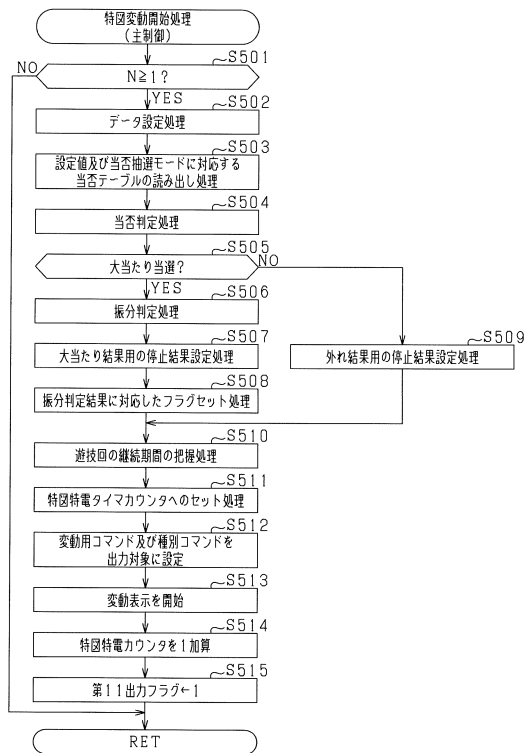 特図変動開始処理
(主制御)
S501
NO
N≧1?
YES
S502
データ設定処理
S503
設定値及び当否抽選モードに対応する
当否テーブルの読み出し処理
S504
当否判定処理
S505
大当たり当選?
NO
YES
S506
振分判定処理
S507
大当たり結果用の停止結果設定処理
S509
外れ結果用の停止結果設定処理
S508
振分判定結果に対応したフラグセット処理
S510
遊技回の継続期間の把握処理
S511
特図特電タイマカウンタへのセット処理
S512
変動用コマンド及び種別コマンドを
出力対象に設定
S513
変動表示を開始
S514
特図特電カウンタを1加算
S515
第11出力フラグ←1
RET